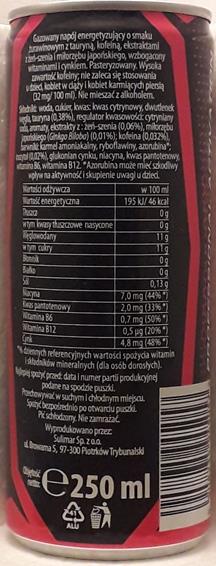 Gazowany napój energetyzujący o smaku
żurawinowym z tauryną, kofeiną, ekstraktami
z żeń-szenia i miłorzębu japońskiego, wzbogacony
witaminami i cynkiem. Pasteryzowany. Wysoka
zawartość kofeiny; nie zaleca się stosowania
u dzieci, kobiet w ciąży i kobiet karmiących piersią
(32 mg/ 100 ml). Nie mieszać z alkoholem.
Składniki: woda, cukier, kwas: kwas cytrynowy, dwutlenek
węgla, tauryna (0,38%), regulator kwasowości: cytryniany
sodu, aromaty, ekstrakty z : żeń-szenia (0,06%), miłorzębu
japońskiego (Ginkgo Biloba) (0,01%); kofeina (0,032%),
barwniki: karmel amoniakalny, ryboflawiny, azorubina*;
inozytol (0,02%), glukonian cynku, niacyna, kwas pantotenowy,
witamina B6, witamina B12. *Azorubina może mieć szkodliwy
wpływ na aktywność i skupienie uwagi u dzieci.
Wartości odżywcza w 100 ml
Wartość energetyczna 195 kJ/ 46 kcal
Tłuszcz 0 g
w tym kwasy tłuszczowe nasycone 0 g
Węglowodany 11 g
w tym cukry 11 g
Błonnik 0 g
Białko 0 g
Sól 0,13 g
Niacyna 7,0 mg (44% *)
Kwas pantotenowy 2,0 mg (33% *)
Witamina B6 0,7 mg (50% *)
Witamina B12 0,5 µg (20% *)
Cynk 4,8 mg (48% *)
*% dziennych referencyjnych wartości spożycia witamin
i składników mineralnych (dla osób dorosłych).
Najlepiej spożyć przed: data i numer partii produkcyjnej
podane na spodzie puszki.
Przechowywać w suchym i chłodnym miejscu.
Spożyć bezpośrednio po otwarciu puszki.
Pić schłodzony. Nie zamrażać.
Wyprodukowano przez:
Sulimar Sp. z o.o.
ul. Browarna 5, 97-300 Piotrków Trybunalski
Objętość
netto: ℮ 250 ml
41
ALU